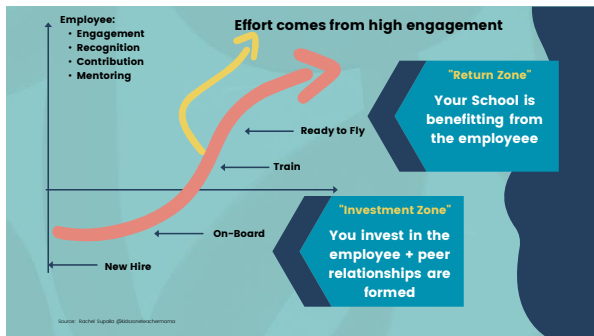 Employee:
• Engagement
• Recognition
• Contribution
• Mentoring
Effort comes from high engagement
"Return Zone"
Your School is
benefitting from
the employeee
Ready to Fly
Train
"Investment Zone"
You invest in the
employee + peer
relationships are
formed
On-Board
New Hire
Source: Rachel Supalla @kidsoneteachermama